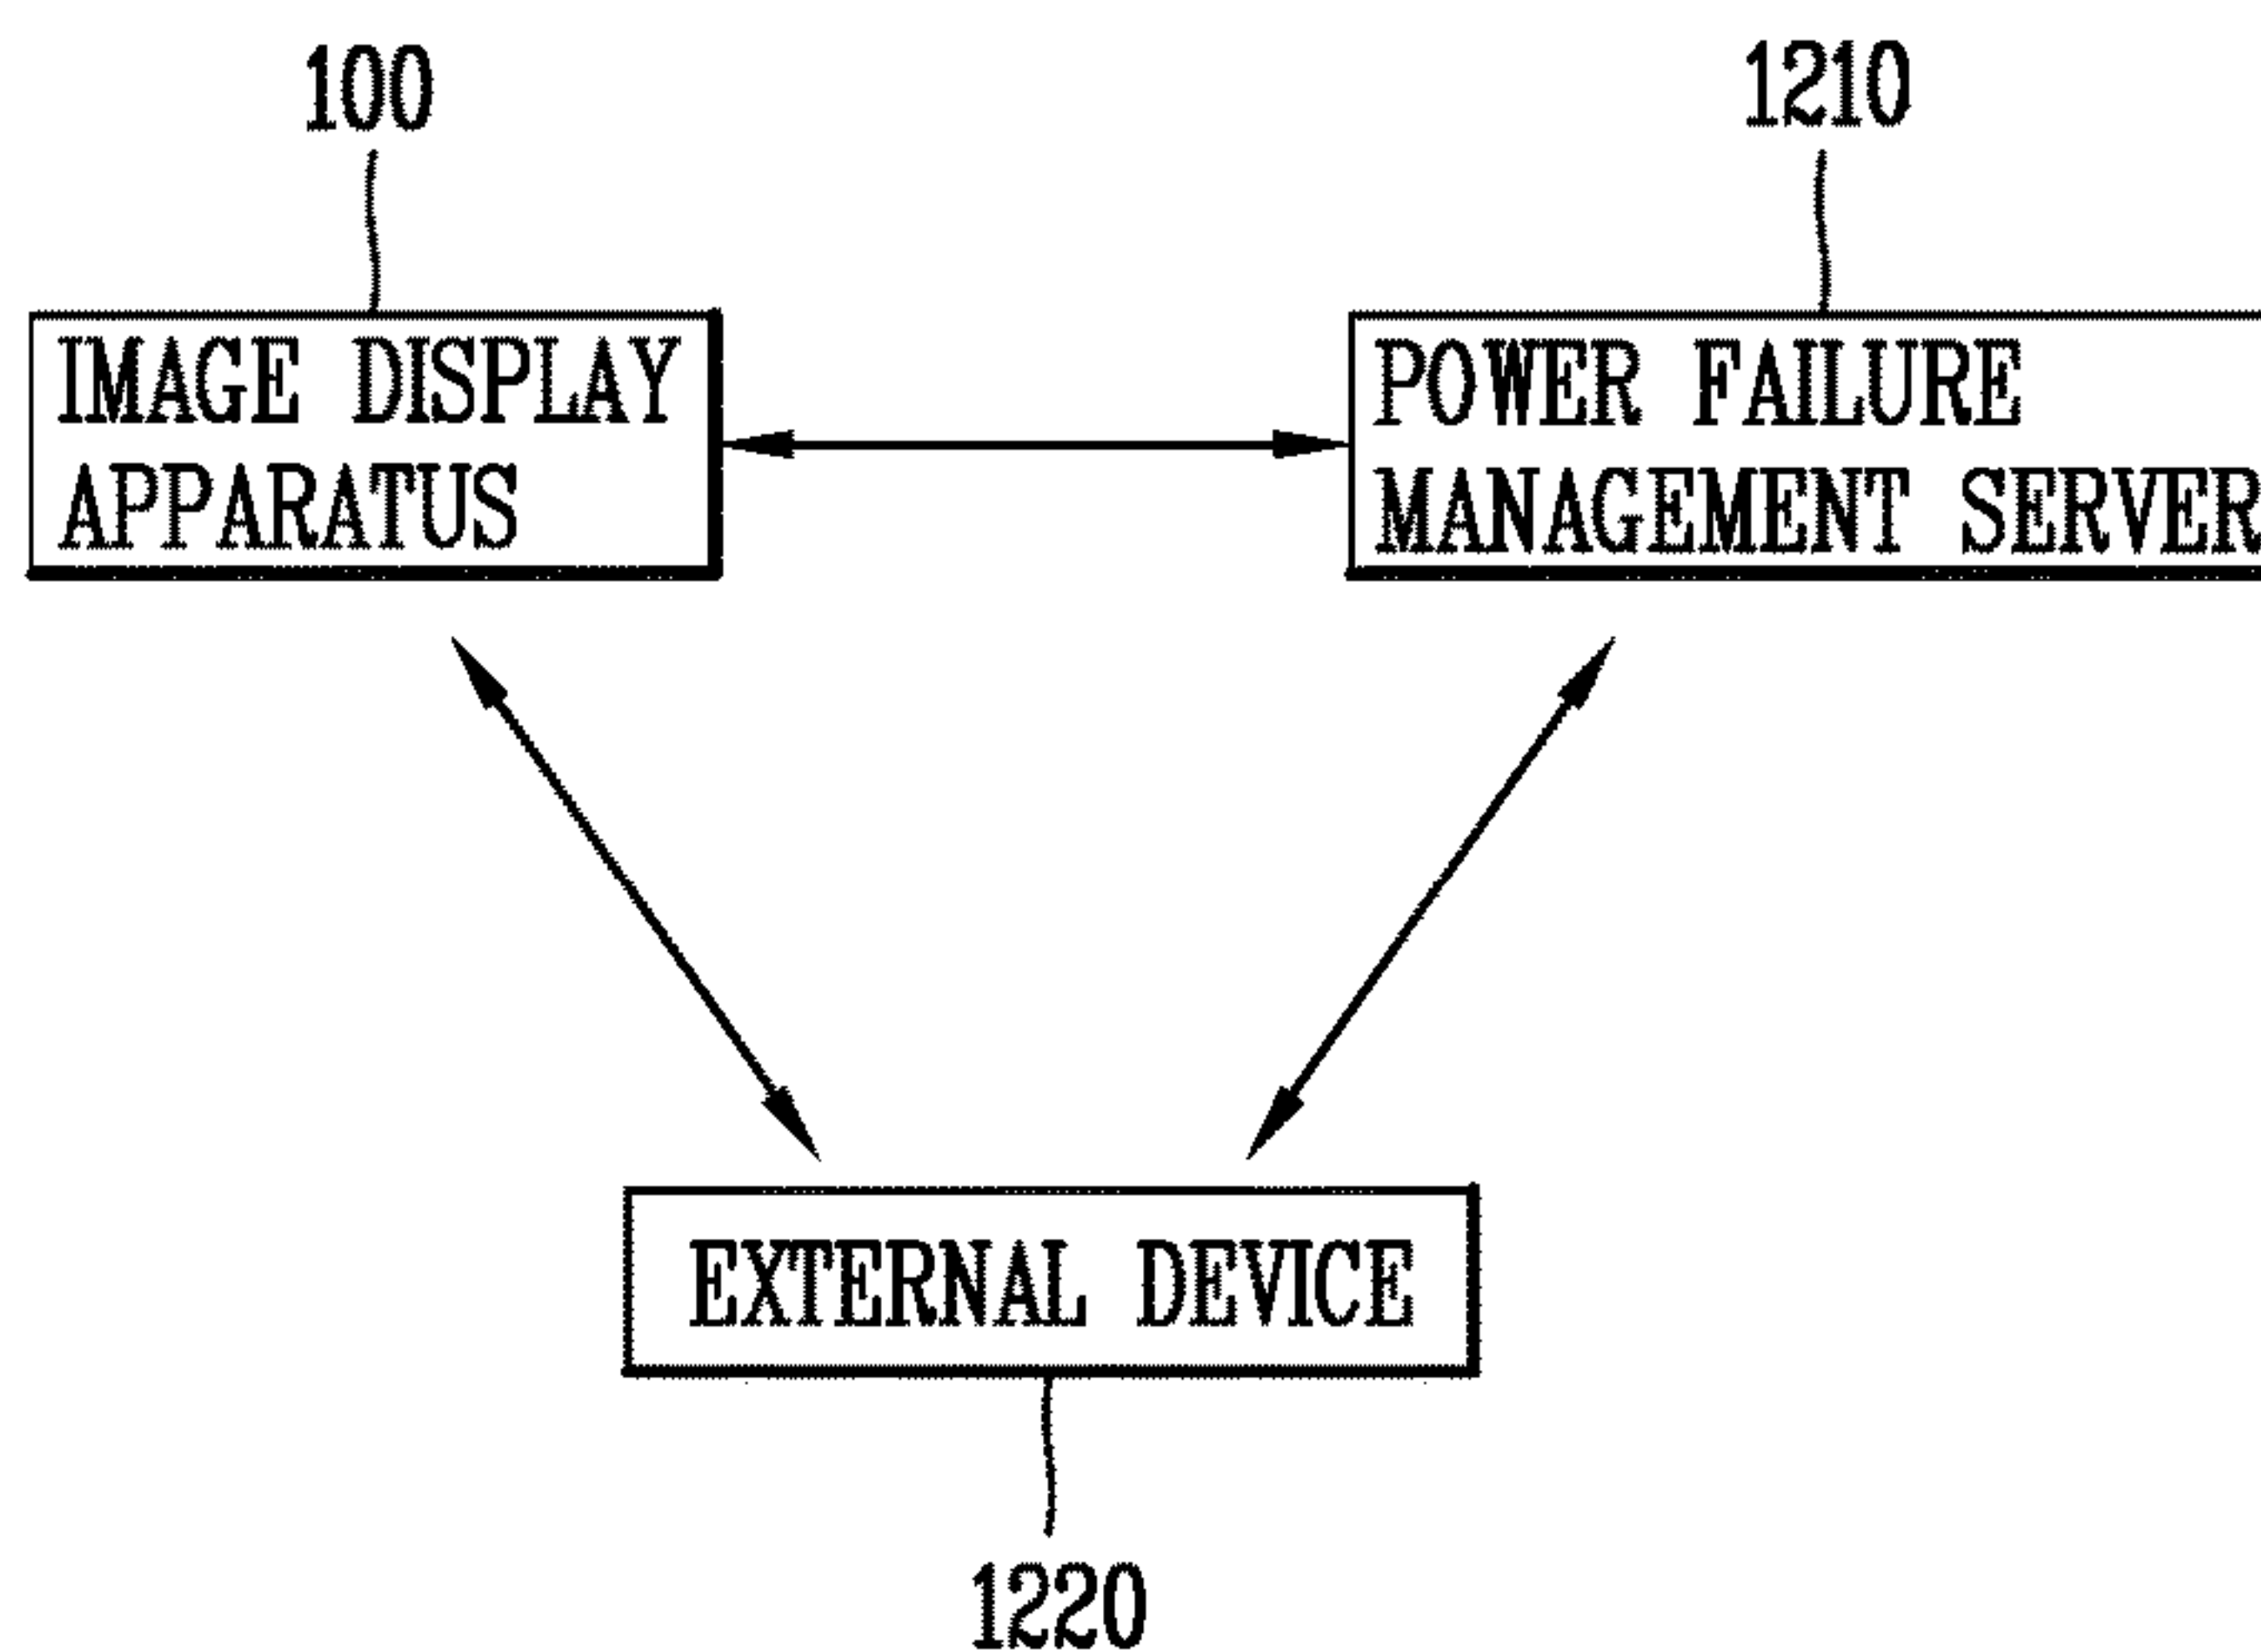 100
1210
IMAGE DISPLAY
APPARATUS
POWER FAILURE
MANAGEMENT SERVER
EXTERNAL DEVICE
1220